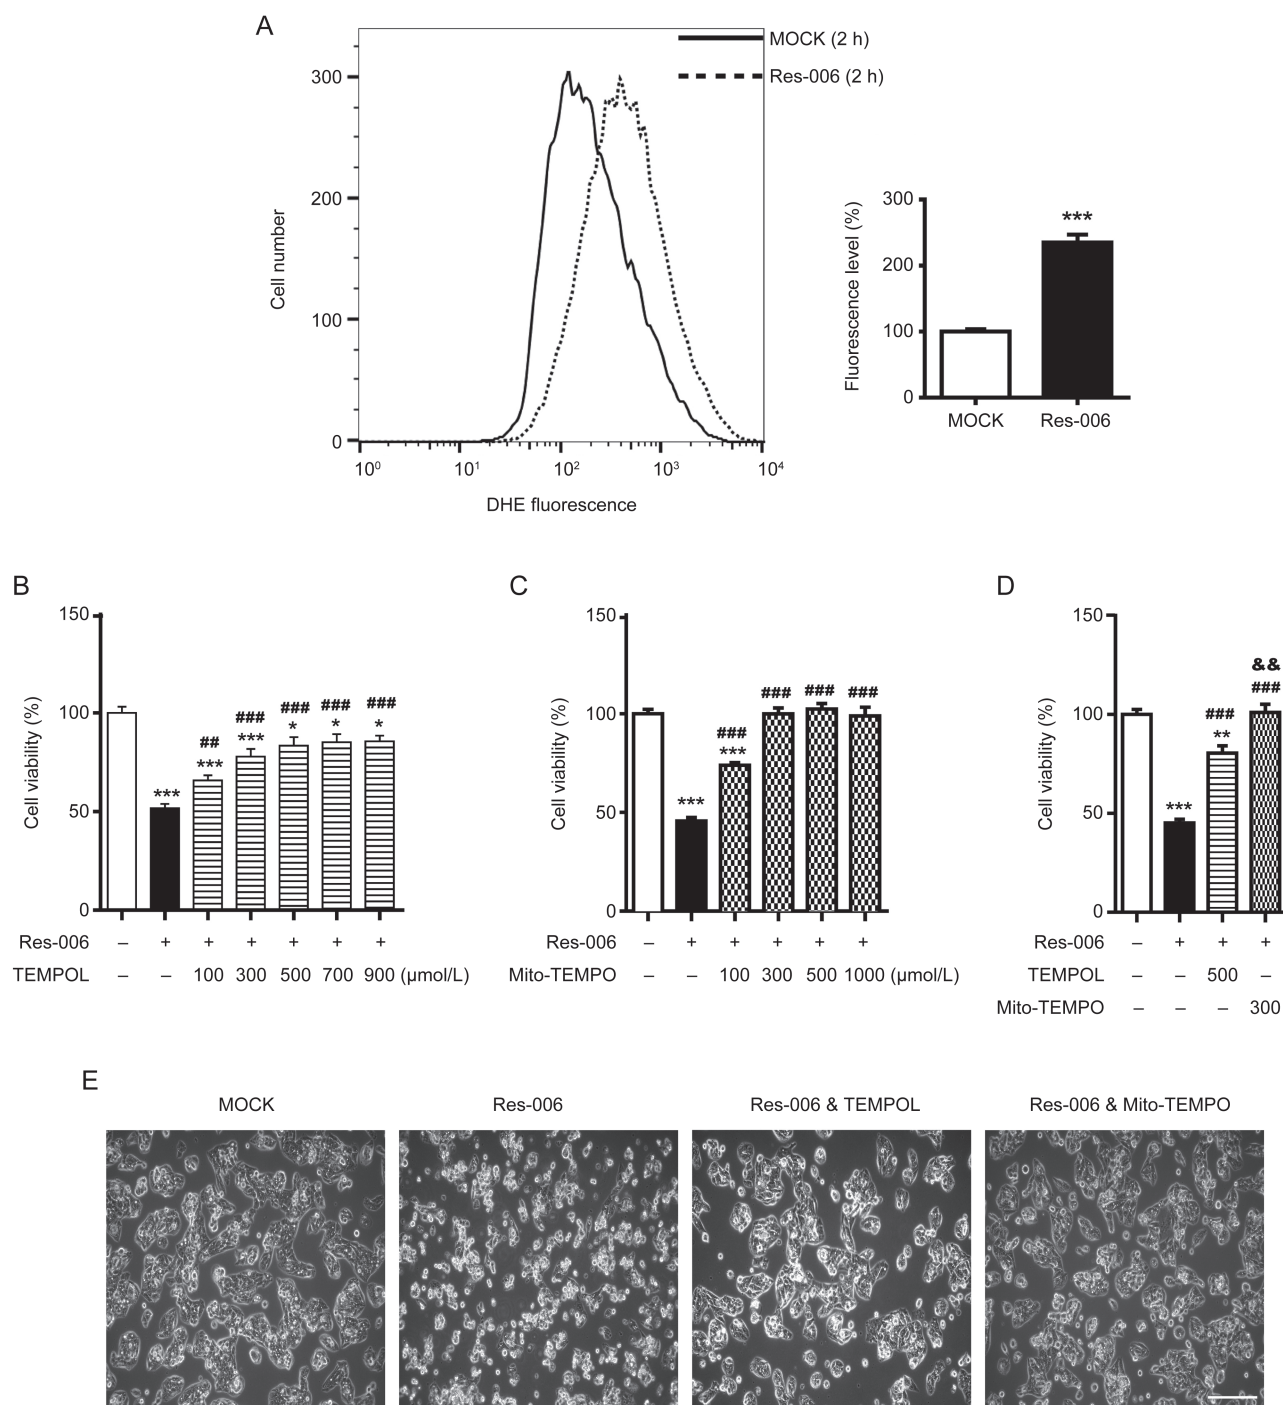 A
MOCK (2 h)
Res-006 (2 h)
300
200
100
0
Cell number
10⁰ 10¹ 10² 10³ 10⁴
DHE fluorescence
300
200
100
0
Fluorescence level (%)
***
MOCK Res-006
B
150
100
50
0
Cell viability (%)
*** ## *** ### *** ### * ### * ### *
Res-006 – + + + + + +
TEMPOL – – 100 300 500 700 900 (µmol/L)
C
150
100
50
0
Cell viability (%)
*** ### *** ### ### ###
Res-006 – + + + + +
Mito-TEMPO – – 100 300 500 1000 (µmol/L)
D
150
100
50
0
Cell viability (%)
*** ### ** && ###
Res-006 – + + +
TEMPOL – – 500 –
Mito-TEMPO – – – 300
E
MOCK Res-006 Res-006 & TEMPOL Res-006 & Mito-TEMPO